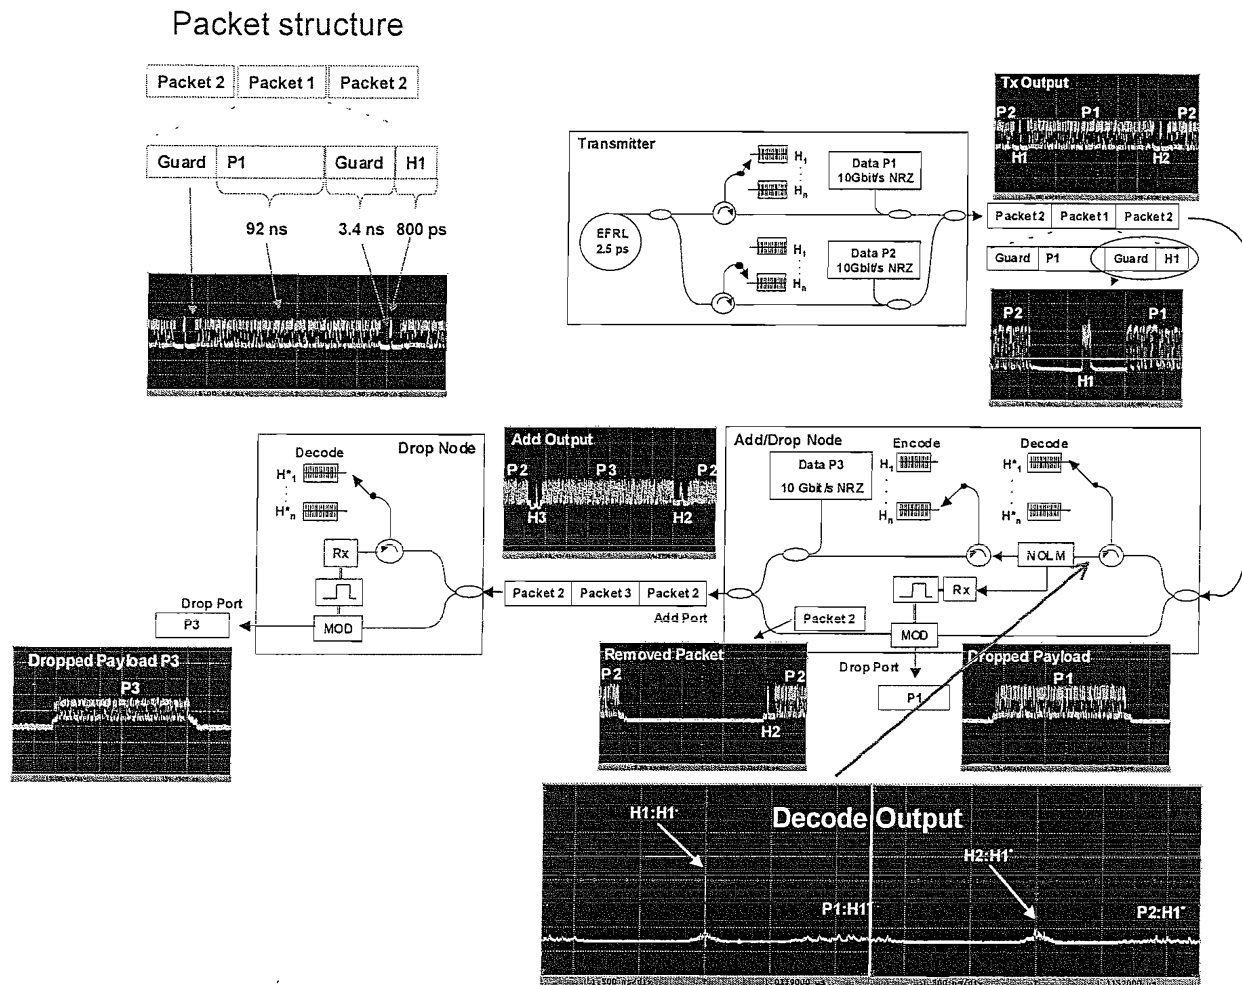 Packet structure
Packet 2 Packet 1 Packet 2
Guard P1 Guard H1
92 ns 3.4 ns 800 ps
Transmitter
EFRL
2.5 ps
H1
Hn
Data P1
10Gbit/s NRZ
H1
Hn
Data P2
10Gbit/s NRZ
Tx Output
P2 P1 P2
H1 H2
Packet 2 Packet 1 Packet 2
Guard P1 Guard H1
P2 P1
H1
Drop Node
Decode
H*1
H*n
Rx
MOD
Drop Port
P3
Dropped Payload P3
P3
Add Output
P2 P3 P2
H3 H2
Packet 2 Packet 3 Packet 2
Add Port
Add/Drop Node
Data P3
10 Gbit/s NRZ
Encode
H1
Hn
Decode
H*1
H*n
NOLM
Rx
MOD
Packet 2
Drop Port
P1
Removed Packet
P2 P2
H2
Dropped Payload
P1
Decode Output
H1:H1*
P1:H1*
H2:H1*
P2:H1*